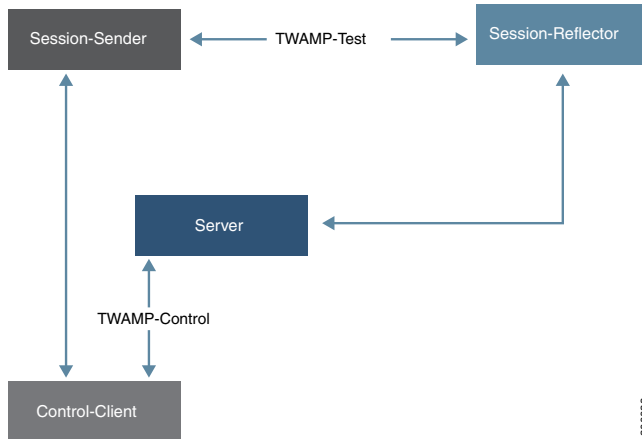 Session-Sender
TWAMP-Test
Session-Reflector
Server
TWAMP-Control
Control-Client